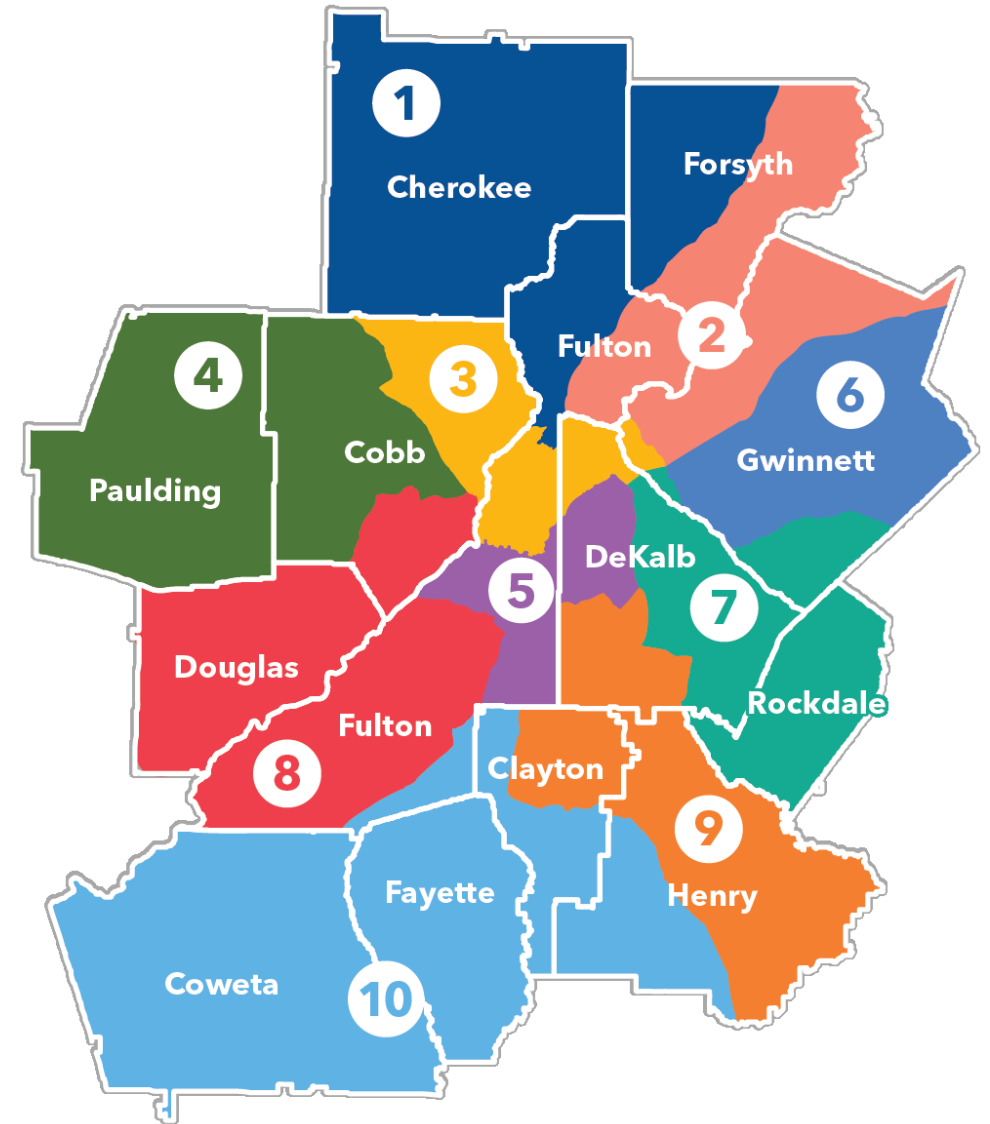 1
Cherokee
Forsyth
2
Fulton
4
3
6
Cobb
Gwinnett
Paulding
DeKalb
5
7
Douglas
Rockdale
Fulton
8
Clayton
9
Fayette
Henry
Coweta
10